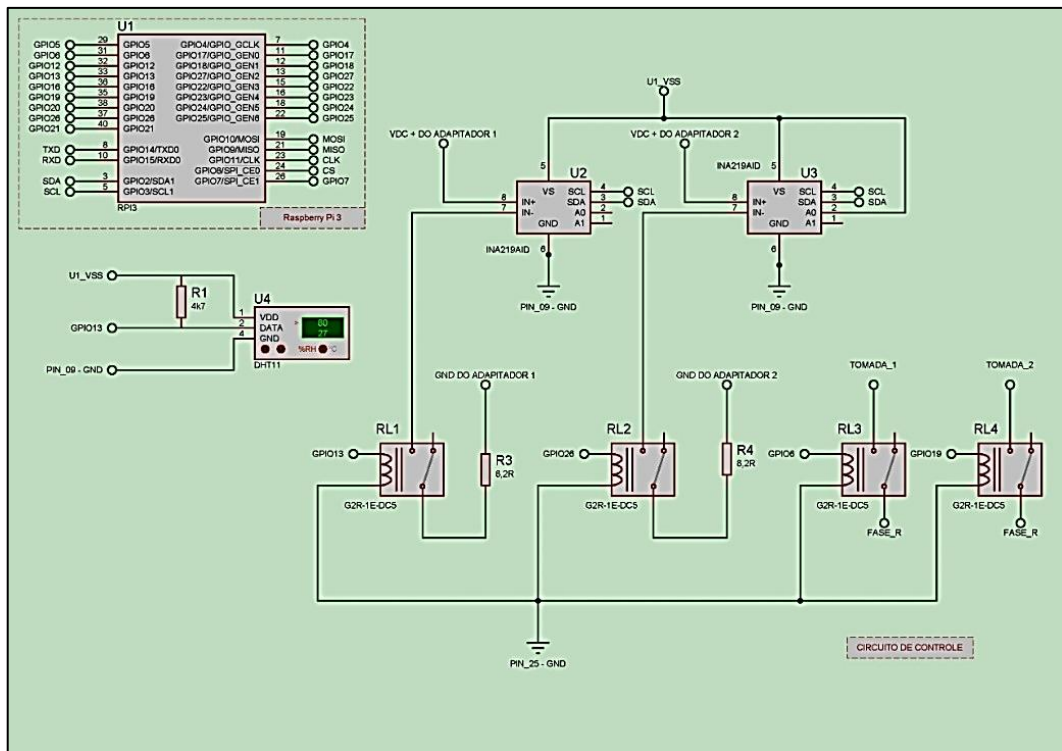 U1
GPIO5 29 GPIO5 GPIO4/GPIO_GCLK 7 GPIO4
GPIO6 31 GPIO6 GPIO17/GPIO_GEN0 11 GPIO17
GPIO12 32 GPIO12 GPIO18/GPIO_GEN1 12 GPIO18
GPIO13 33 GPIO13 GPIO27/GPIO_GEN2 13 GPIO27
GPIO16 36 GPIO16 GPIO22/GPIO_GEN3 15 GPIO22
GPIO19 35 GPIO19 GPIO23/GPIO_GEN4 16 GPIO23
GPIO20 38 GPIO20 GPIO24/GPIO_GEN5 18 GPIO24
GPIO26 37 GPIO26 GPIO25/GPIO_GEN6 22 GPIO25
GPIO21 40 GPIO21
GPIO10/MOSI 19 MOSI
TXD 8 GPIO14/TXD0 GPIO9/MISO 21 MISO
RXD 10 GPIO15/RXD0 GPIO11/CLK 23 CLK
GPIO8/SPI_CE0 24 CS
SDA 3 GPIO2/SDA1 GPIO7/SPI_CE1 26 GPIO7
SCL 5 GPIO3/SCL1
RPI3
Raspberry Pi 3
U1_VSS
VDC + DO ADAPITADOR 1
VDC + DO ADAPITADOR 2
5
U2
VS SCL 4 SCL
8 IN+ SDA 3 SDA
7 IN- A0 2
GND A1 1
6
INA219AID
PIN_09 - GND
INA219AID
5
U3
VS SCL 4 SCL
8 IN+ SDA 3 SDA
7 IN- A0 2
GND A1 1
6
PIN_09 - GND
U1_VSS
R1
4k7
U4
1 VDD
GPIO13 2 DATA
4 GND
80
27
%RH °C
PIN_09 - GND
DHT11
GND DO ADAPITADOR 1
GND DO ADAPITADOR 2
TOMADA_1
TOMADA_2
RL1
GPIO13
G2R-1E-DC5
R3
8,2R
RL2
GPIO26
G2R-1E-DC5
R4
8,2R
RL3
GPIO6
G2R-1E-DC5
FASE_R
RL4
GPIO19
G2R-1E-DC5
FASE_R
PIN_25 - GND
CIRCUITO DE CONTROLE